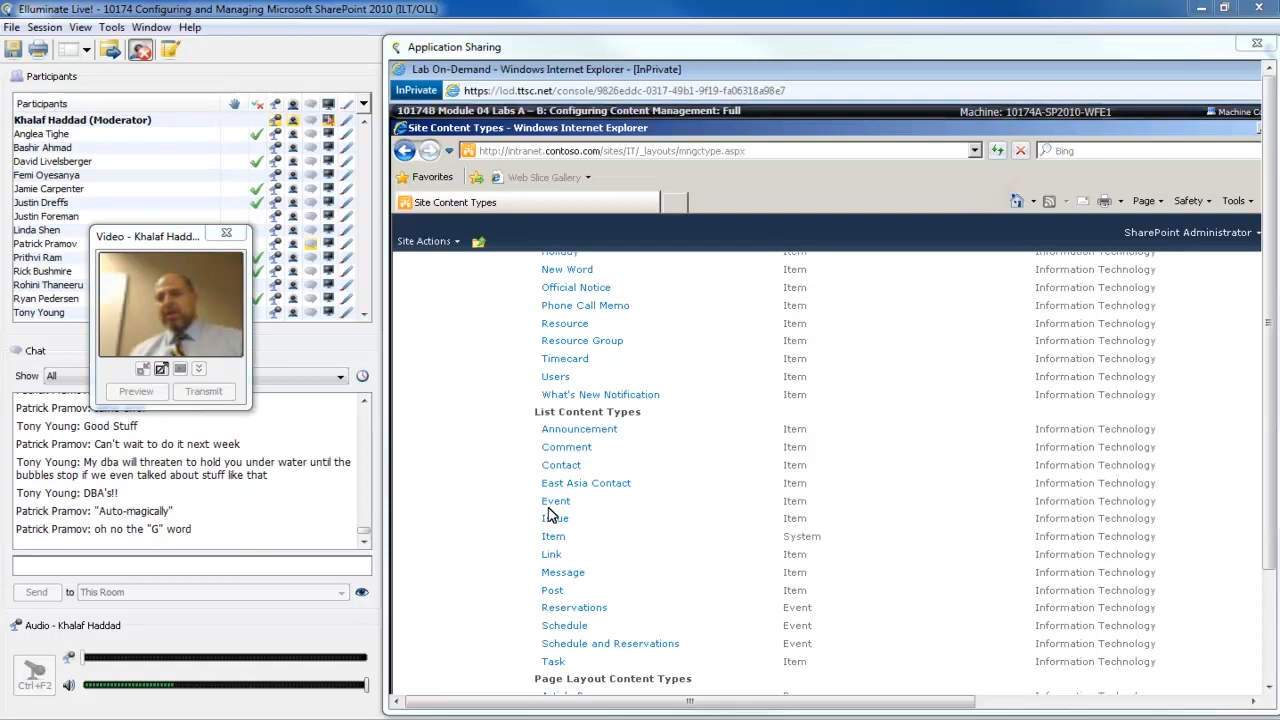 Elluminate Live! - 10174 Configuring and Managing Microsoft SharePoint 2010 (ILT/OLL)
File Session View Tools Window Help
Participants
Participants
Khalaf Haddad (Moderator)
Anglea Tighe
Bashir Ahmad
David Livelsberger
Femi Oyesanya
Jamie Carpenter
Justin Dreffs
Justin Foreman
Linda Shen
Patrick Pramov
Prithvi Ram
Rick Bushmire
Rohini Thaneeru
Ryan Pedersen
Tony Young
Video - Khalaf Hadd...
Preview Transmit
Chat
Show All
Patrick Pramov:
Tony Young: Good Stuff
Patrick Pramov: Can't wait to do it next week
Tony Young: My dba will threaten to hold you under water until the
bubbles stop if we even talked about stuff like that
Tony Young: DBA's!!
Patrick Pramov: "Auto-magically"
Patrick Pramov: oh no the "G" word
Send to This Room
Audio - Khalaf Haddad
Ctrl+F2
Application Sharing
Lab On-Demand - Windows Internet Explorer - [InPrivate]
InPrivate https://lod.ttsc.net/console/9826eddc-0317-49b1-9f19-fa06318a98e7
10174B Module 04 Labs A – B: Configuring Content Management: Full Machine: 10174A-SP2010-WFE1 Machine Co
Site Content Types - Windows Internet Explorer
http://intranet.contoso.com/sites/IT/_layouts/mngctype.aspx Bing
Favorites Web Slice Gallery
Site Content Types Page Safety Tools
Site Actions SharePoint Administrator
Holiday Item Information Technology
New Word Item Information Technology
Official Notice Item Information Technology
Phone Call Memo Item Information Technology
Resource Item Information Technology
Resource Group Item Information Technology
Timecard Item Information Technology
Users Item Information Technology
What's New Notification Item Information Technology
List Content Types
Announcement Item Information Technology
Comment Item Information Technology
Contact Item Information Technology
East Asia Contact Item Information Technology
Event Item Information Technology
Issue Item Information Technology
Item System Information Technology
Link Item Information Technology
Message Item Information Technology
Post Item Information Technology
Reservations Event Information Technology
Schedule Event Information Technology
Schedule and Reservations Event Information Technology
Task Item Information Technology
Page Layout Content Types